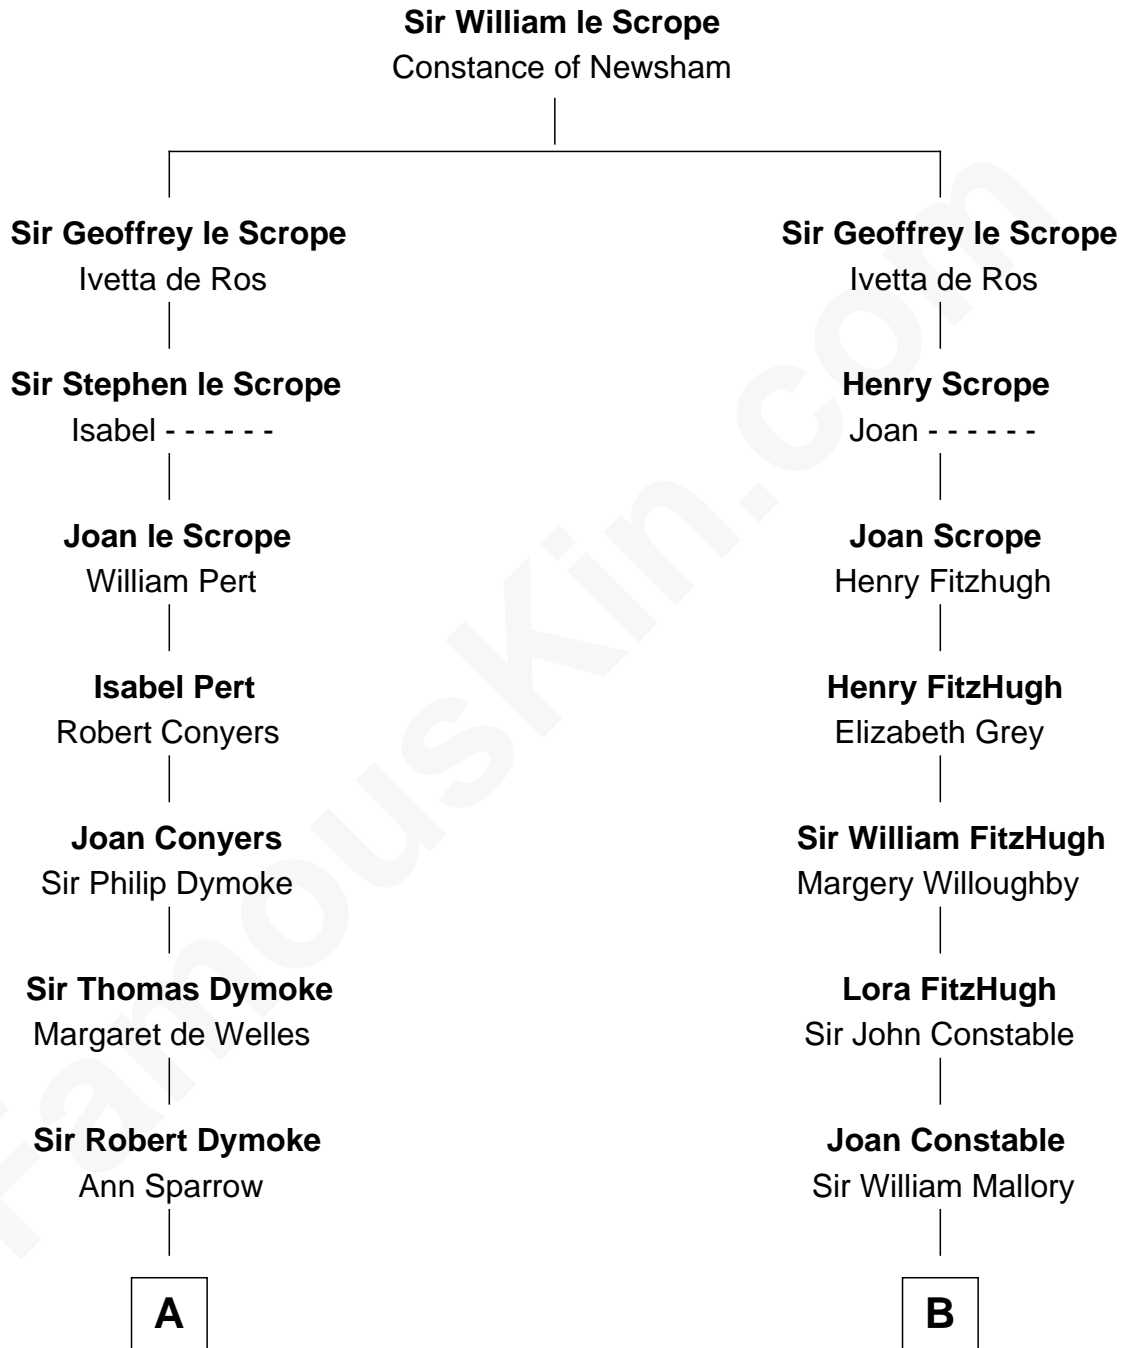 Sir William le Scrope
Constance of Newsham
Sir Geoffrey le Scrope
Ivetta de Ros
Sir Stephen le Scrope
Isabel - - - - - -
Joan le Scrope
William Pert
Isabel Pert
Robert Conyers
Joan Conyers
Sir Philip Dymoke
Sir Thomas Dymoke
Margaret de Welles
Sir Robert Dymoke
Ann Sparrow
A
Sir Geoffrey le Scrope
Ivetta de Ros
Henry Scrope
Joan - - - - - -
Joan Scrope
Henry Fitzhugh
Henry FitzHugh
Elizabeth Grey
Sir William FitzHugh
Margery Willoughby
Lora FitzHugh
Sir John Constable
Joan Constable
Sir William Mallory
B
FamousKin.com